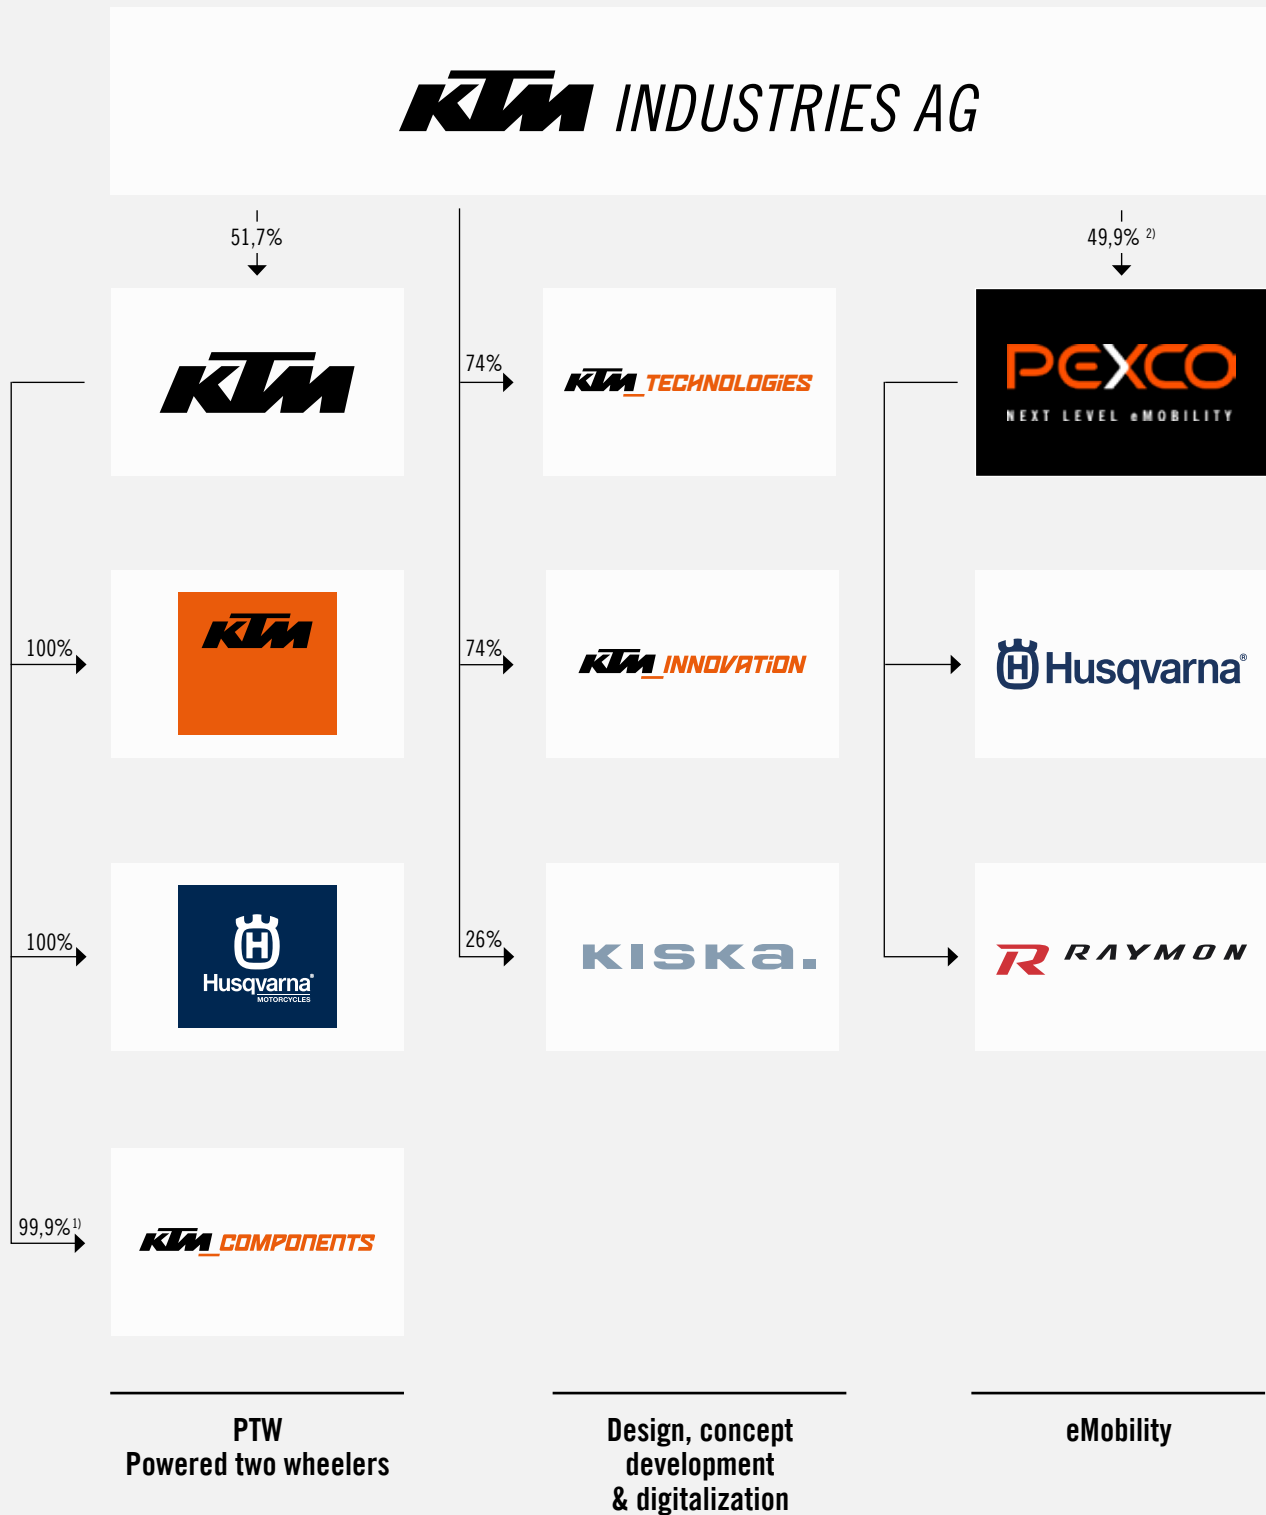 KTM INDUSTRIES AG
51,7%
49,9% 2)
KTM
74%
KTM TECHNOLOGIES
PEXCO
NEXT LEVEL eMOBILITY
100%
KTM
74%
KTM INNOVATION
H Husqvarna®
100%
H
Husqvarna®
MOTORCYCLES
26%
KISKa.
R RAYMON
99,9% 1)
KTM COMPONENTS
PTW
Powered two wheelers
Design, concept
development
& digitalization
eMobility